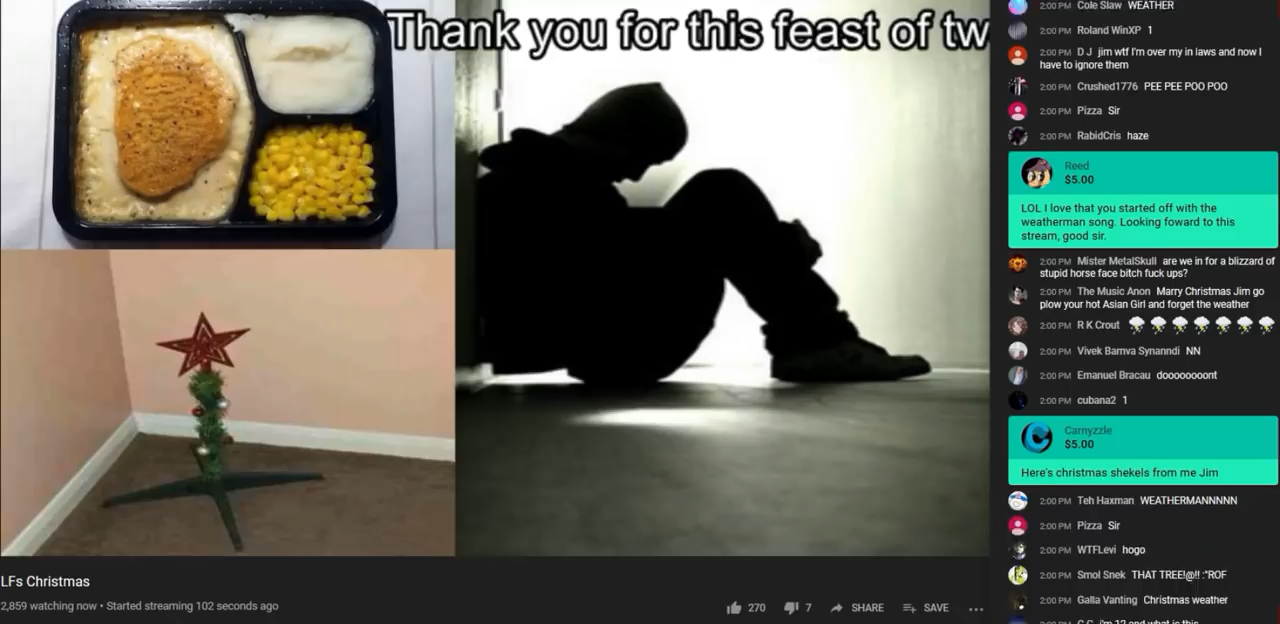 Thank you for this feast of tw
LFs Christmas
2,859 watching now • Started streaming 102 seconds ago
270
7
SHARE
SAVE
2:00 PM Cole Slaw WEATHER
2:00 PM Roland WinXP 1
2:00 PM D J jim wtf I'm over my in laws and now I
have to ignore them
2:00 PM Crushed1776 PEE PEE POO POO
2:00 PM Pizza Sir
2:00 PM RabidCris haze
Reed
$5.00
LOL I love that you started off with the
weatherman song. Looking foward to this
stream, good sir.
2:00 PM Mister MetalSkull are we in for a blizzard of
stupid horse face bitch fuck ups?
2:00 PM The Music Anon Marry Christmas Jim go
plow your hot Asian Girl and forget the weather
2:00 PM R K Crout
2:00 PM Vivek Bamva Synanndi NN
2:00 PM Emanuel Bracau doooooooont
2:00 PM cubana2 1
Carnyzzle
$5.00
Here's christmas shekels from me Jim
2:00 PM Teh Haxman WEATHERMANNNNN
2:00 PM Pizza Sir
2:00 PM WTFLevi hogo
2:00 PM Smol Snek THAT TREE!@!! :"ROF
2:00 PM Galla Vanting Christmas weather
i'm 12 and what is this